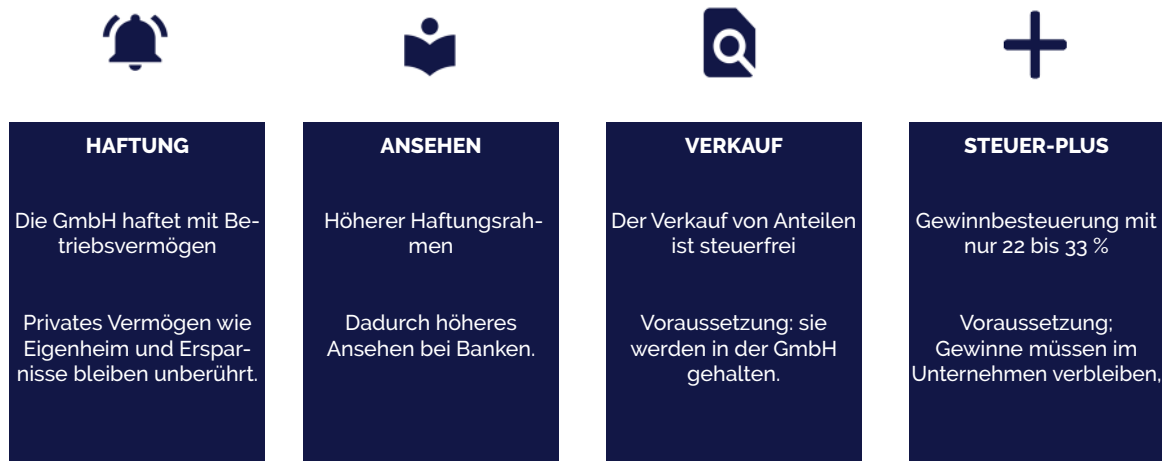 HAFTUNG
Die GmbH haftet mit Be-
triebsvermögen
Privates Vermögen wie
Eigenheim und Erspar-
nisse bleiben unberührt.
ANSEHEN
Höherer Haftungsrah-
men
Dadurch höheres
Ansehen bei Banken.
VERKAUF
Der Verkauf von Anteilen
ist steuerfrei
Voraussetzung: sie
werden in der GmbH
gehalten.
STEUER-PLUS
Gewinnbesteuerung mit
nur 22 bis 33 %
Voraussetzung;
Gewinne müssen im
Unternehmen verbleiben,